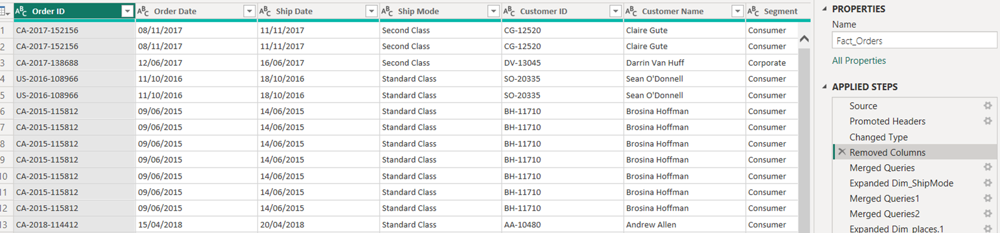 ABC Order ID ABC Order Date ABC Ship Date ABC Ship Mode ABC Customer ID ABC Customer Name ABC Segment
1 CA-2017-152156 08/11/2017 11/11/2017 Second Class CG-12520 Claire Gute Consumer
2 CA-2017-152156 08/11/2017 11/11/2017 Second Class CG-12520 Claire Gute Consumer
3 CA-2017-138688 12/06/2017 16/06/2017 Second Class DV-13045 Darrin Van Huff Corporate
4 US-2016-108966 11/10/2016 18/10/2016 Standard Class SO-20335 Sean O'Donnell Consumer
5 US-2016-108966 11/10/2016 18/10/2016 Standard Class SO-20335 Sean O'Donnell Consumer
6 CA-2015-115812 09/06/2015 14/06/2015 Standard Class BH-11710 Brosina Hoffman Consumer
7 CA-2015-115812 09/06/2015 14/06/2015 Standard Class BH-11710 Brosina Hoffman Consumer
8 CA-2015-115812 09/06/2015 14/06/2015 Standard Class BH-11710 Brosina Hoffman Consumer
9 CA-2015-115812 09/06/2015 14/06/2015 Standard Class BH-11710 Brosina Hoffman Consumer
10 CA-2015-115812 09/06/2015 14/06/2015 Standard Class BH-11710 Brosina Hoffman Consumer
11 CA-2015-115812 09/06/2015 14/06/2015 Standard Class BH-11710 Brosina Hoffman Consumer
12 CA-2015-115812 09/06/2015 14/06/2015 Standard Class BH-11710 Brosina Hoffman Consumer
13 CA-2018-114412 15/04/2018 20/04/2018 Standard Class AA-10480 Andrew Allen Consumer
PROPERTIES
Name
Fact_Orders
All Properties
APPLIED STEPS
Source
Promoted Headers
Changed Type
Removed Columns
Merged Queries
Expanded Dim_ShipMode
Merged Queries1
Merged Queries2
Expanded Dim_places.1